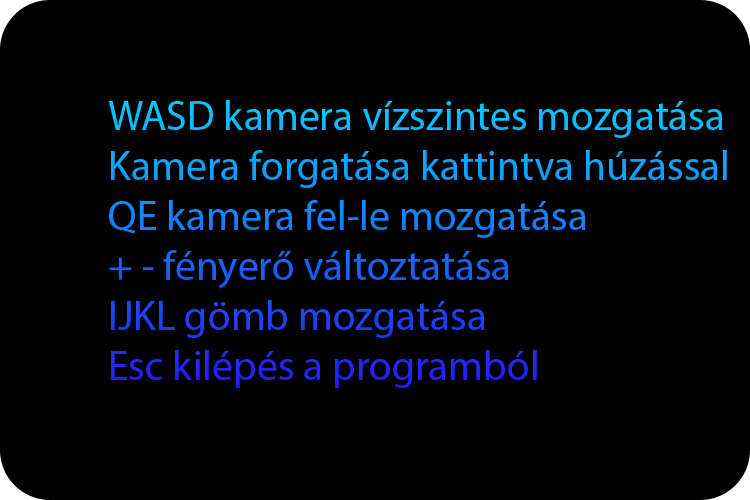 WASD kamera vízszintes mozgatása
Kamera forgatása kattintva húzással
QE kamera fel-le mozgatása
+ - fényerő változtatása
IJKL gömb mozgatása
Esc kilépés a programból